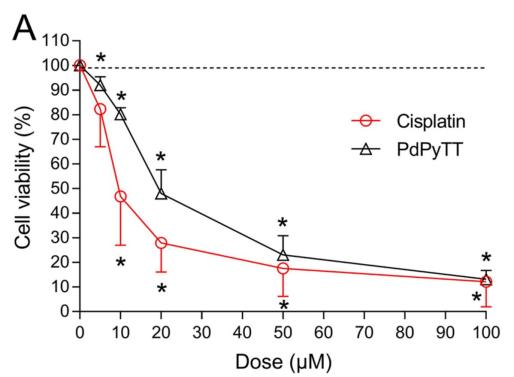 A
110
100
90
80
70
60
50
40
30
20
10
0
Cell viability (%)
* * * * *
* * * *
Cisplatin
PdPyTT
0 10 20 30 40 50 60 70 80 90 100
Dose (µM)